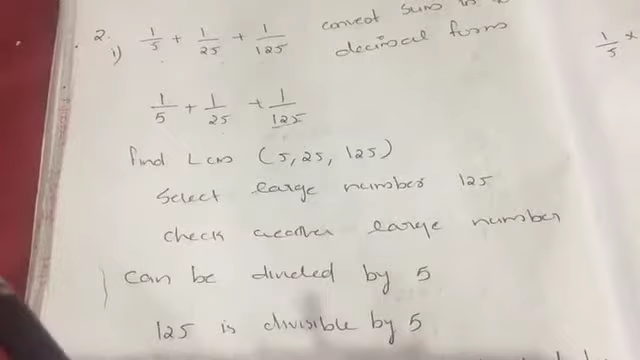 2. i) 1/5 + 1/25 + 1/125 convert sum
decimal form
1/5 ×
1/5 + 1/25 + 1/125
Find Lcm (5, 25, 125)
Select large number 125
check large number
can be divided by 5
125 is divisible by 5